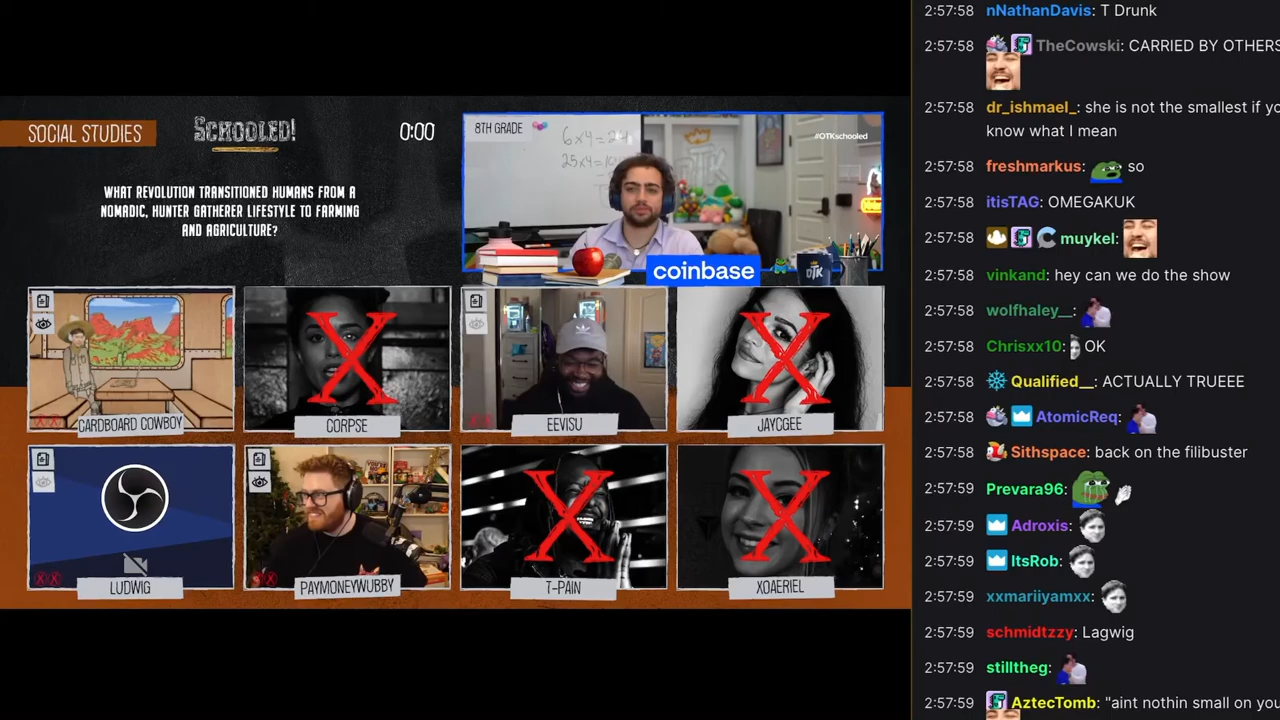 SOCIAL STUDIES
SCHOOLED!
0:00
WHAT REVOLUTION TRANSITIONED HUMANS FROM A
NOMADIC, HUNTER GATHERER LIFESTYLE TO FARMING
AND AGRICULTURE?
8TH GRADE
#OTKschooled
coinbase
OTK
CARDBOARD COWBOY
CORPSE
X
EEVISU
JAYCGEE
X
LUDWIG
PAYMONEYWUBBY
T-PAIN
X
XOAERIEL
X
2:57:58 nNathanDavis: T Drunk
2:57:58 TheCowski: CARRIED BY OTHERS
2:57:58 dr_ishmael_: she is not the smallest if yo
know what I mean
2:57:58 freshmarkus: so
2:57:58 itisTAG: OMEGAKUK
2:57:58 muykel:
2:57:58 vinkand: hey can we do the show
2:57:58 wolfhaley__:
2:57:58 Chrisxx10: OK
2:57:58 Qualified__: ACTUALLY TRUEEE
2:57:58 AtomicReq:
2:57:58 Sithspace: back on the filibuster
2:57:59 Prevara96:
2:57:59 Adroxis:
2:57:59 ItsRob:
2:57:59 xxmariiyamxx:
2:57:59 schmidtzzy: Lagwig
2:57:59 stilltheg:
2:57:59 AztecTomb: "aint nothin small on you